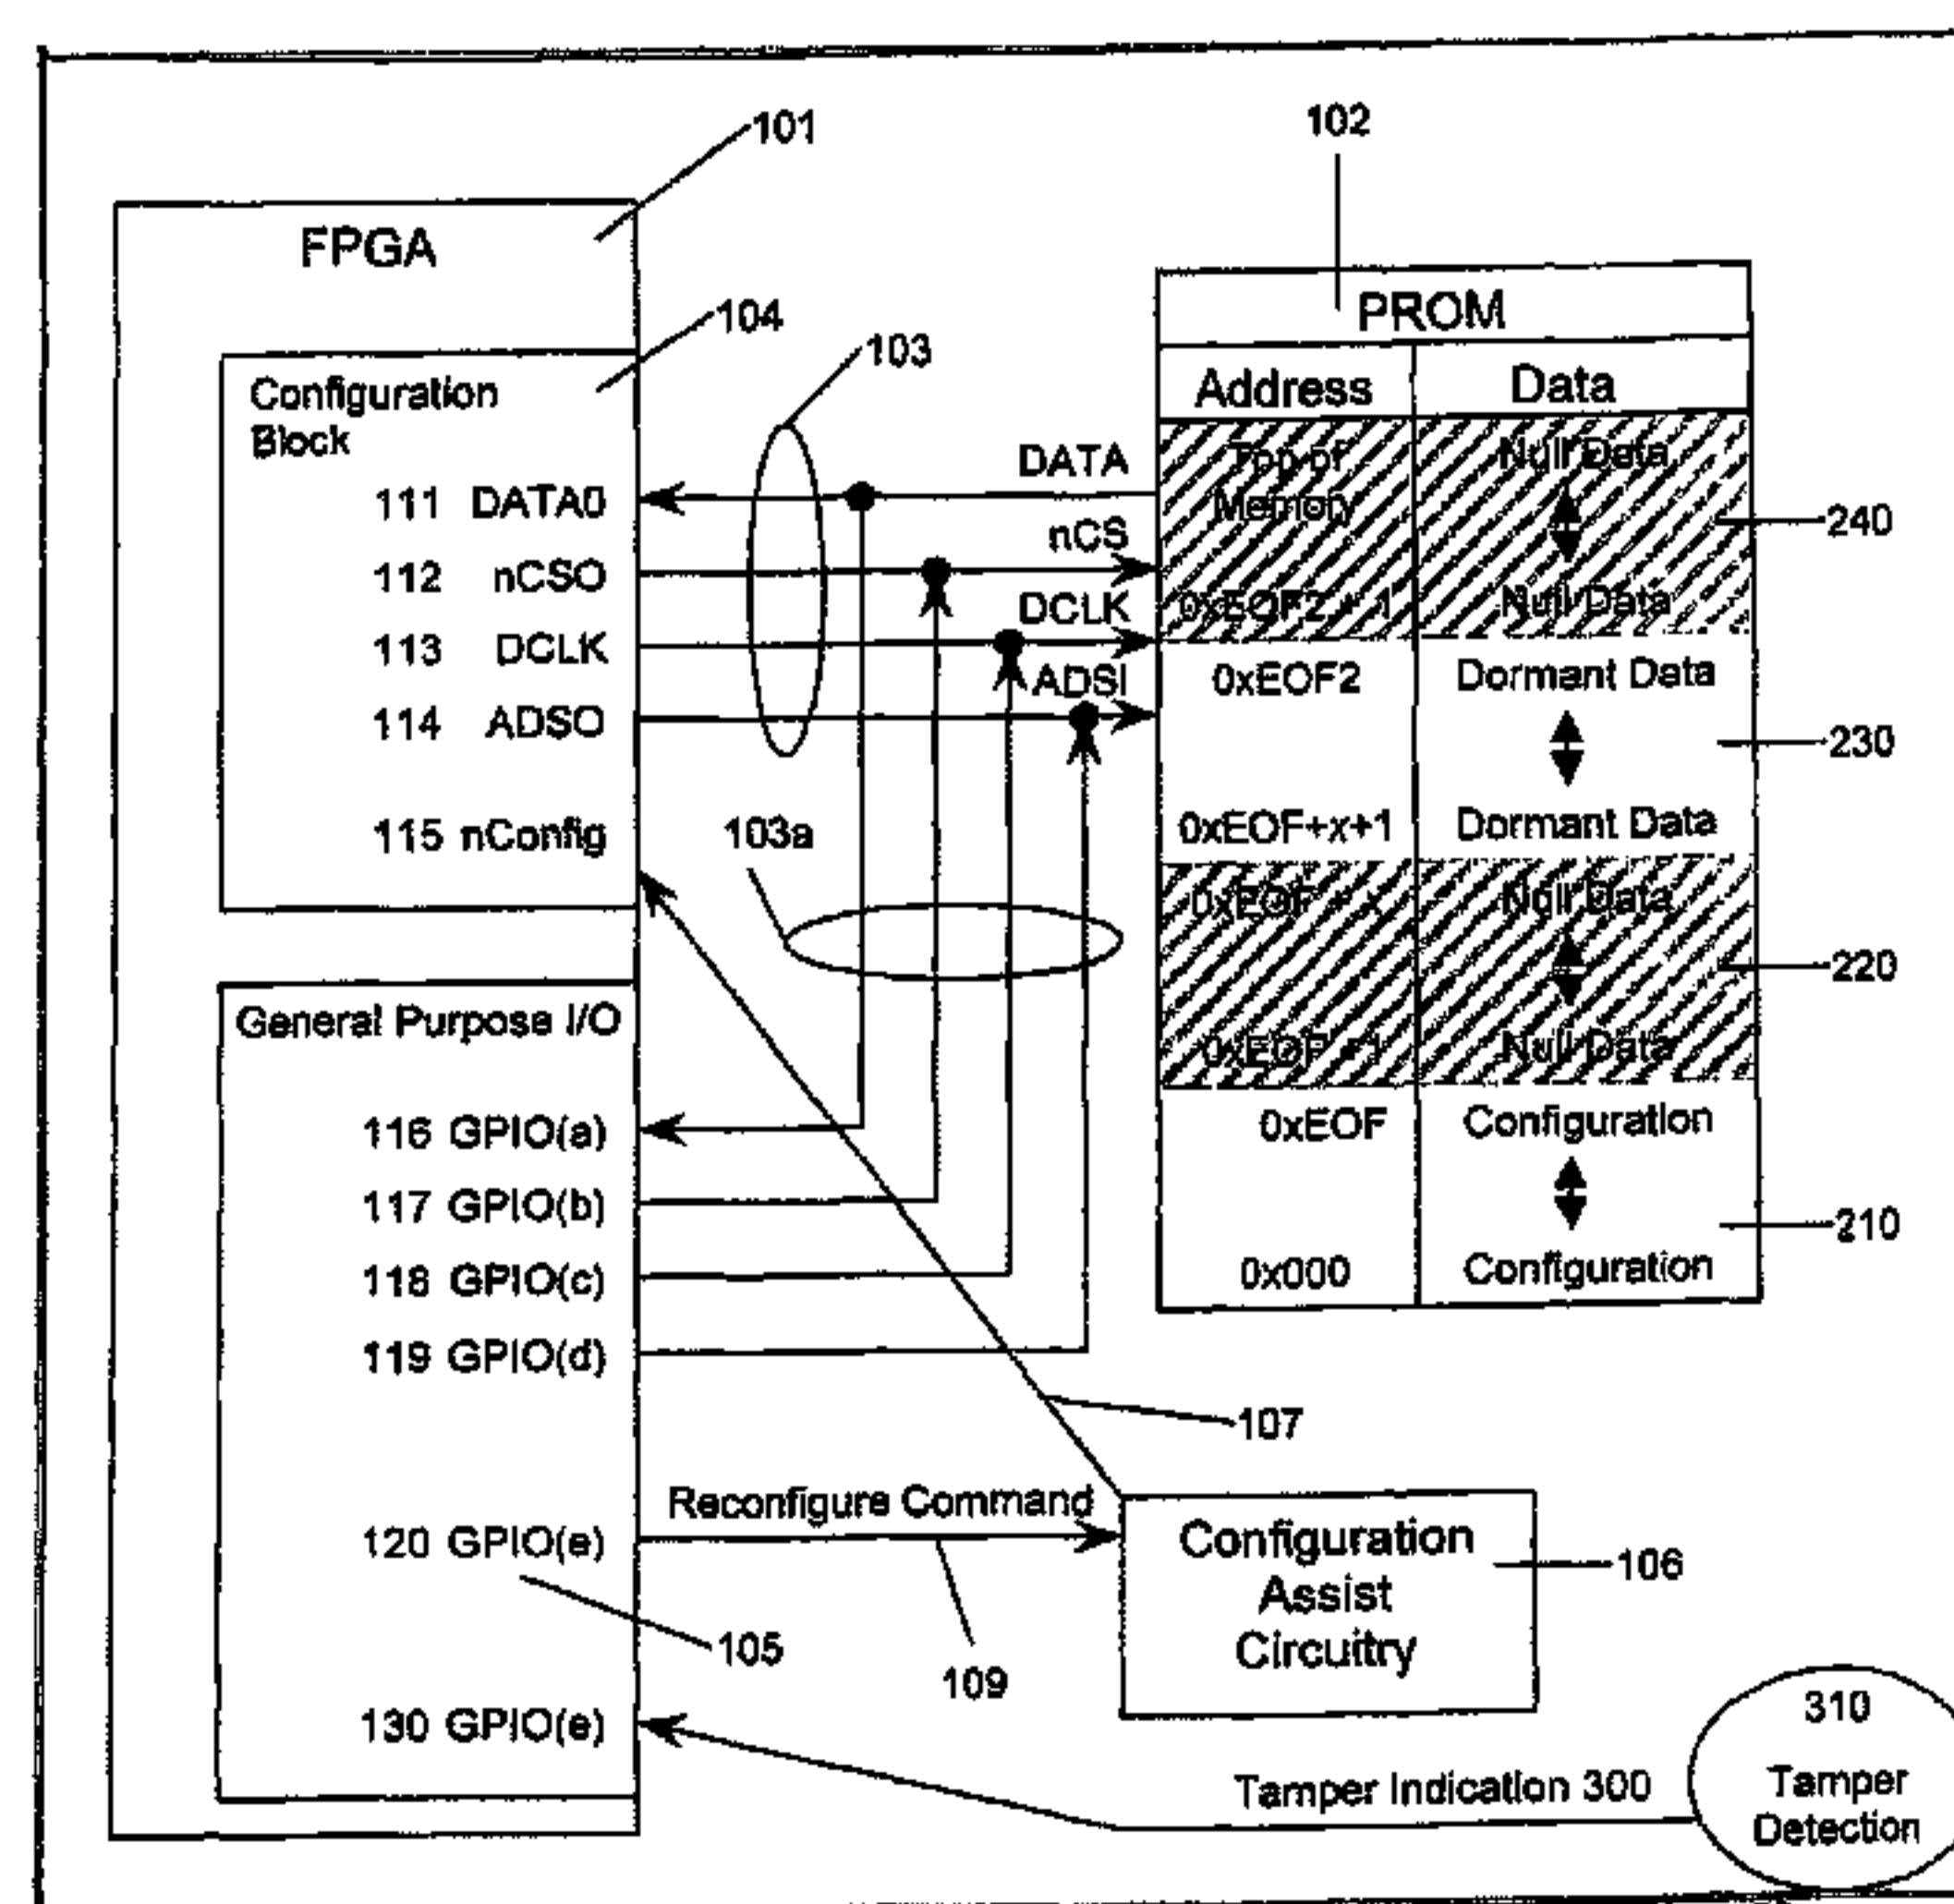 101
102
FPGA
104
103
PROM
Configuration
Block
Address
Data
DATA
Top of
Memory
Null Data
111 DATA0
nCS
240
112 nCSO
DCLK
0xEOF2 + 1
Null Data
113 DCLK
ADSI
0xEOF2
Dormant Data
114 ADSO
230
115 nConfig
103a
0xEOF+x+1
Dormant Data
0xEOF + x
Null Data
220
General Purpose I/O
0xEOF +1
Null Data
116 GPIO(a)
0xEOF
Configuration
117 GPIO(b)
210
118 GPIO(c)
0x000
Configuration
119 GPIO(d)
107
Reconfigure Command
120 GPIO(e)
Configuration
Assist
Circuitry
106
105
109
130 GPIO(e)
310
Tamper Indication 300
Tamper
Detection